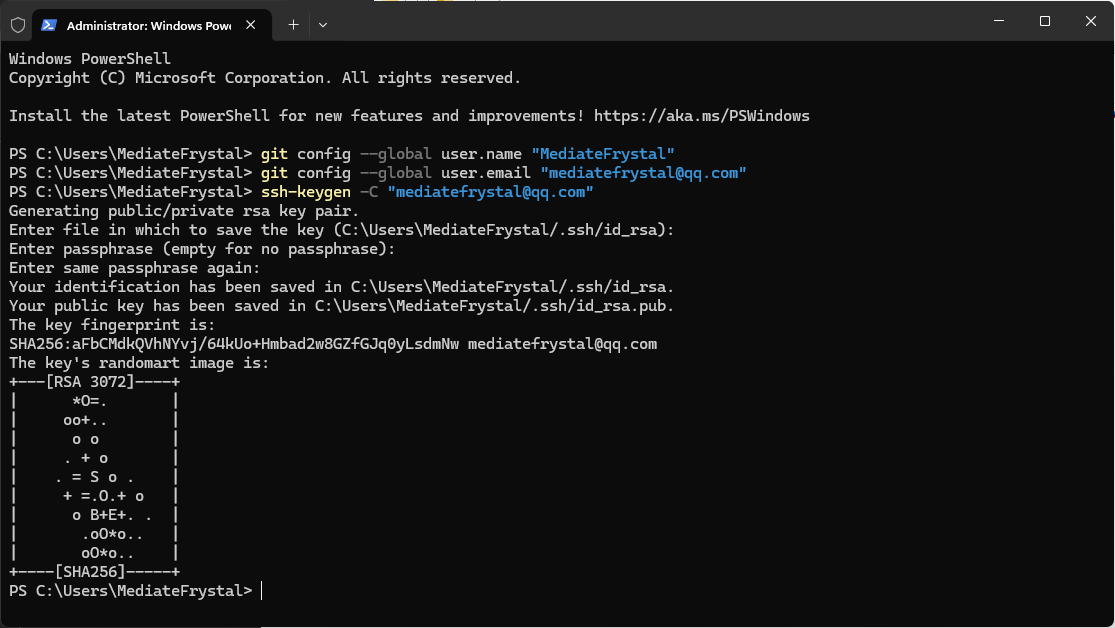 Administrator: Windows Pow
Windows PowerShell
Copyright (C) Microsoft Corporation. All rights reserved.
Install the latest PowerShell for new features and improvements! https://aka.ms/PSWindows
PS C:\Users\MediateFrystal> git config --global user.name "MediateFrystal"
PS C:\Users\MediateFrystal> git config --global user.email "mediatefrystal@qq.com"
PS C:\Users\MediateFrystal> ssh-keygen -C "mediatefrystal@qq.com"
Generating public/private rsa key pair.
Enter file in which to save the key (C:\Users\MediateFrystal/.ssh/id_rsa):
Enter passphrase (empty for no passphrase):
Enter same passphrase again:
Your identification has been saved in C:\Users\MediateFrystal/.ssh/id_rsa.
Your public key has been saved in C:\Users\MediateFrystal/.ssh/id_rsa.pub.
The key fingerprint is:
SHA256:aFbCMdkQVhNYvj/64kUo+Hmbad2w8GZfGJq0yLsdmNw mediatefrystal@qq.com
The key's randomart image is:
+---[RSA 3072]----+
|      *O=.       |
|     oo+..       |
|      o o        |
|     . + o       |
|    . = S o .    |
|     + =.O.+ o   |
|      o B+E+. .  |
|       .oO*o..   |
|       oO*o..    |
+----[SHA256]-----+
PS C:\Users\MediateFrystal>